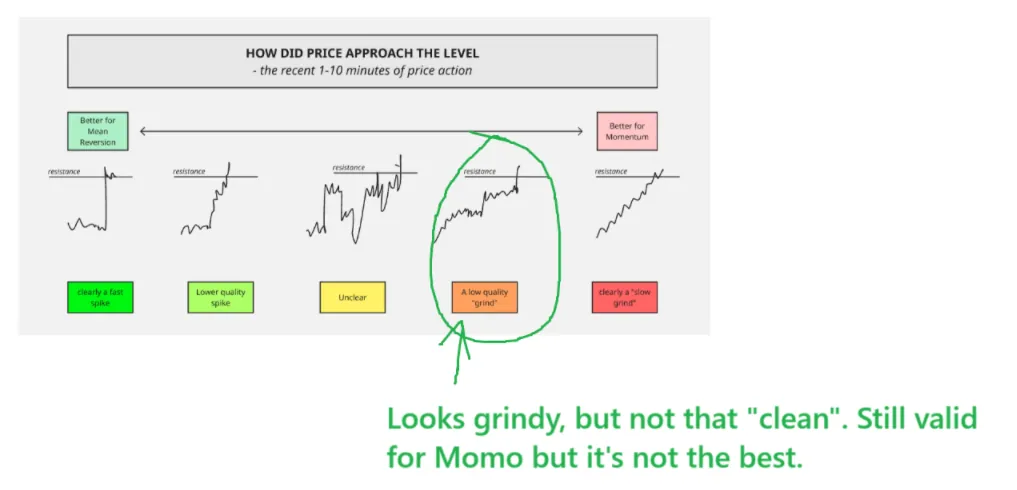 HOW DID PRICE APPROACH THE LEVEL
- the recent 1-10 minutes of price action
Better for
Mean
Reversion
Better for
Momentum
resistance
resistance
resistance
resistance
resistance
clearly a fast
spike
Lower quality
spike
Unclear
A low quality
"grind"
clearly a "slow
grind"
Looks grindy, but not that "clean". Still valid
for Momo but it's not the best.